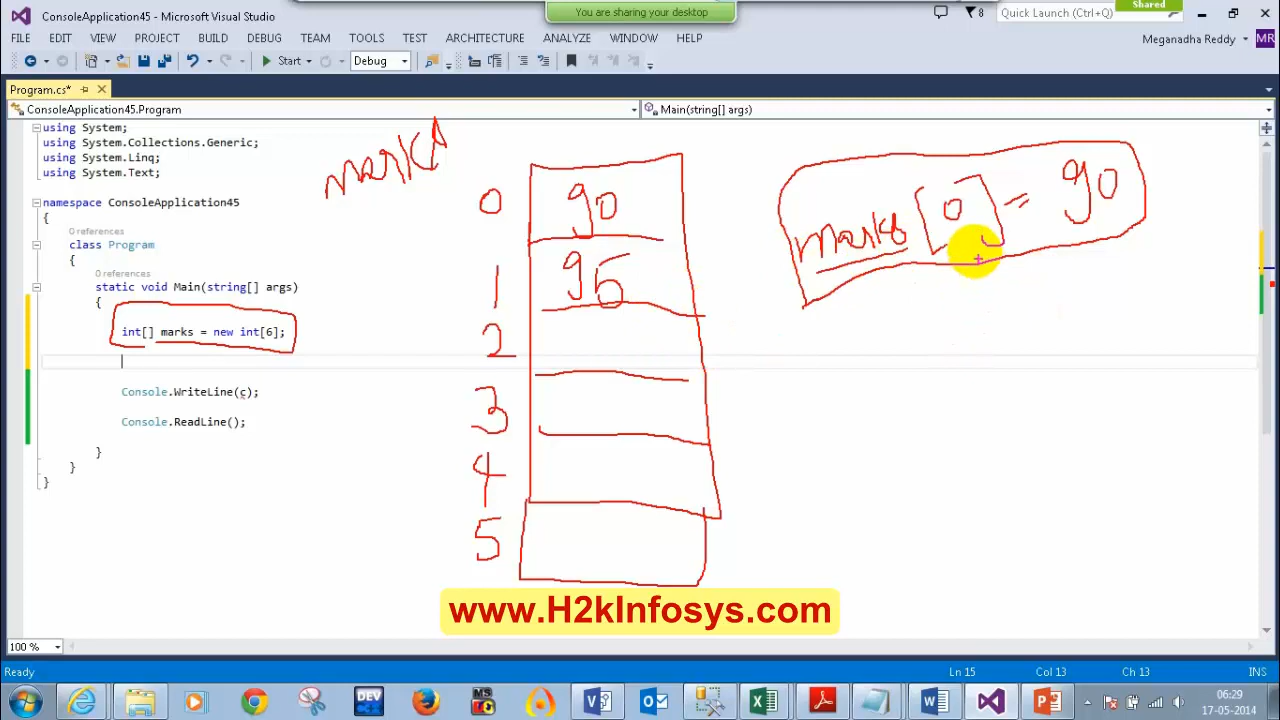 You are sharing your desktop
Shared
ConsoleApplication45 - Microsoft Visual Studio
8
Quick Launch (Ctrl+Q)
FILE EDIT VIEW PROJECT BUILD DEBUG TEAM TOOLS TEST ARCHITECTURE ANALYZE WINDOW HELP
Meganadha Reddy
MR
Start
Debug
Program.cs*
ConsoleApplication45.Program
Main(string[] args)
using System;
using System.Collections.Generic;
using System.Linq;
using System.Text;
namespace ConsoleApplication45
{
0 references
class Program
{
0 references
static void Main(string[] args)
{
int[] marks = new int[6];
Console.WriteLine(c);
Console.ReadLine();
}
}
}
marks
0 90
1 96
2
3
4
5
marks [0] = 90
www.H2kInfosys.com
100 %
Ready
Ln 15
Col 13
Ch 13
INS
DEV
MS
06:29
17-05-2014